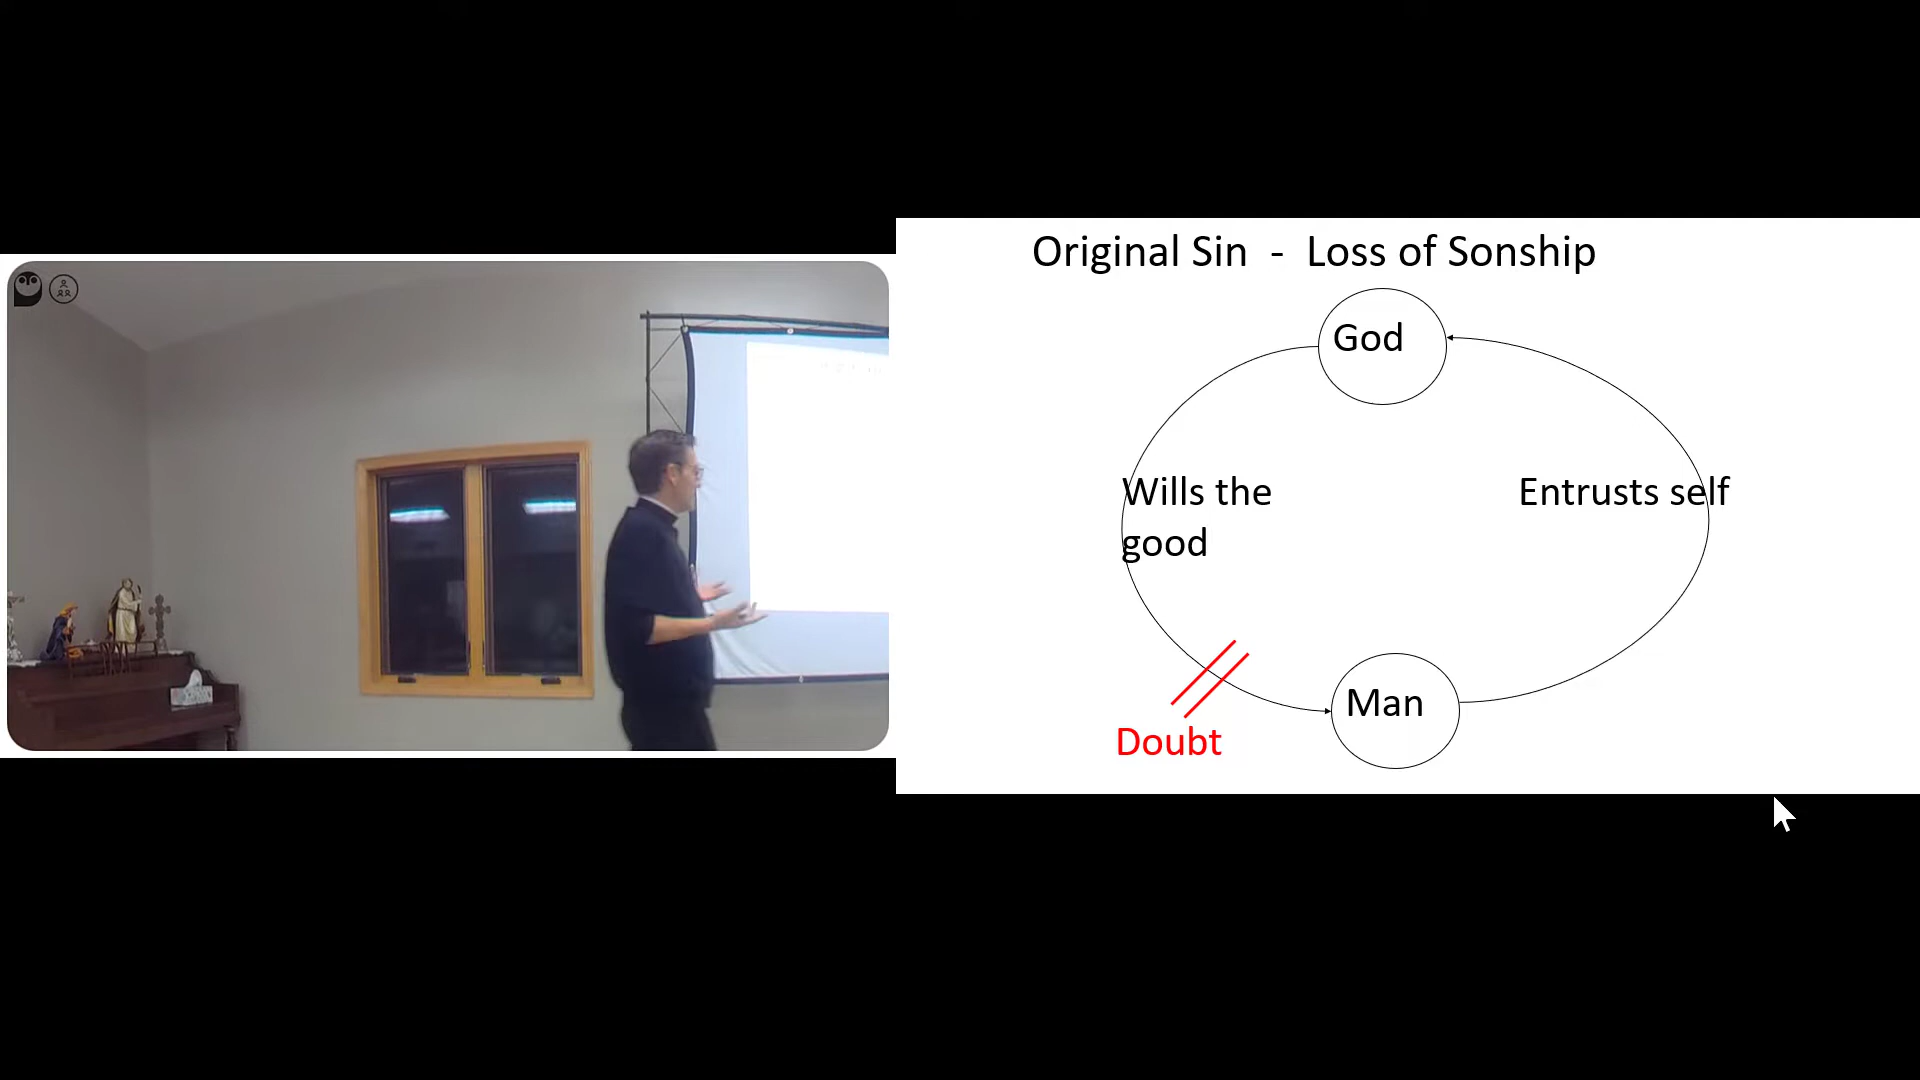 Original Sin - Loss of Sonship
God
Wills the
good
Entrusts self
Man
Doubt